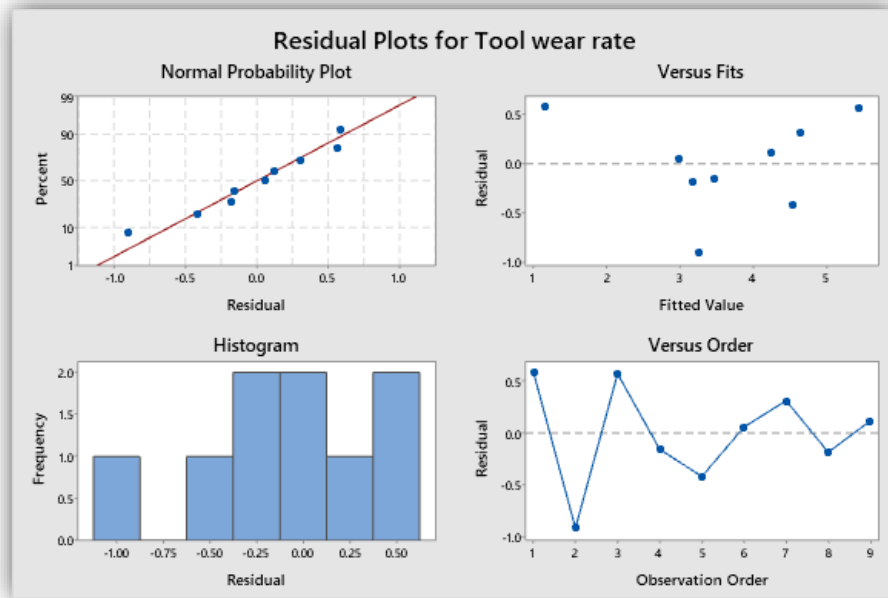 Residual Plots for Tool wear rate
Normal Probability Plot
99
90
50
10
1
Percent
-1.0 -0.5 0.0 0.5 1.0
Residual
Versus Fits
0.5
0.0
-0.5
-1.0
Residual
1 2 3 4 5
Fitted Value
Histogram
2.0
1.5
1.0
0.5
0.0
Frequency
-1.00 -0.75 -0.50 -0.25 0.00 0.25 0.50
Residual
Versus Order
0.5
0.0
-0.5
-1.0
Residual
1 2 3 4 5 6 7 8 9
Observation Order